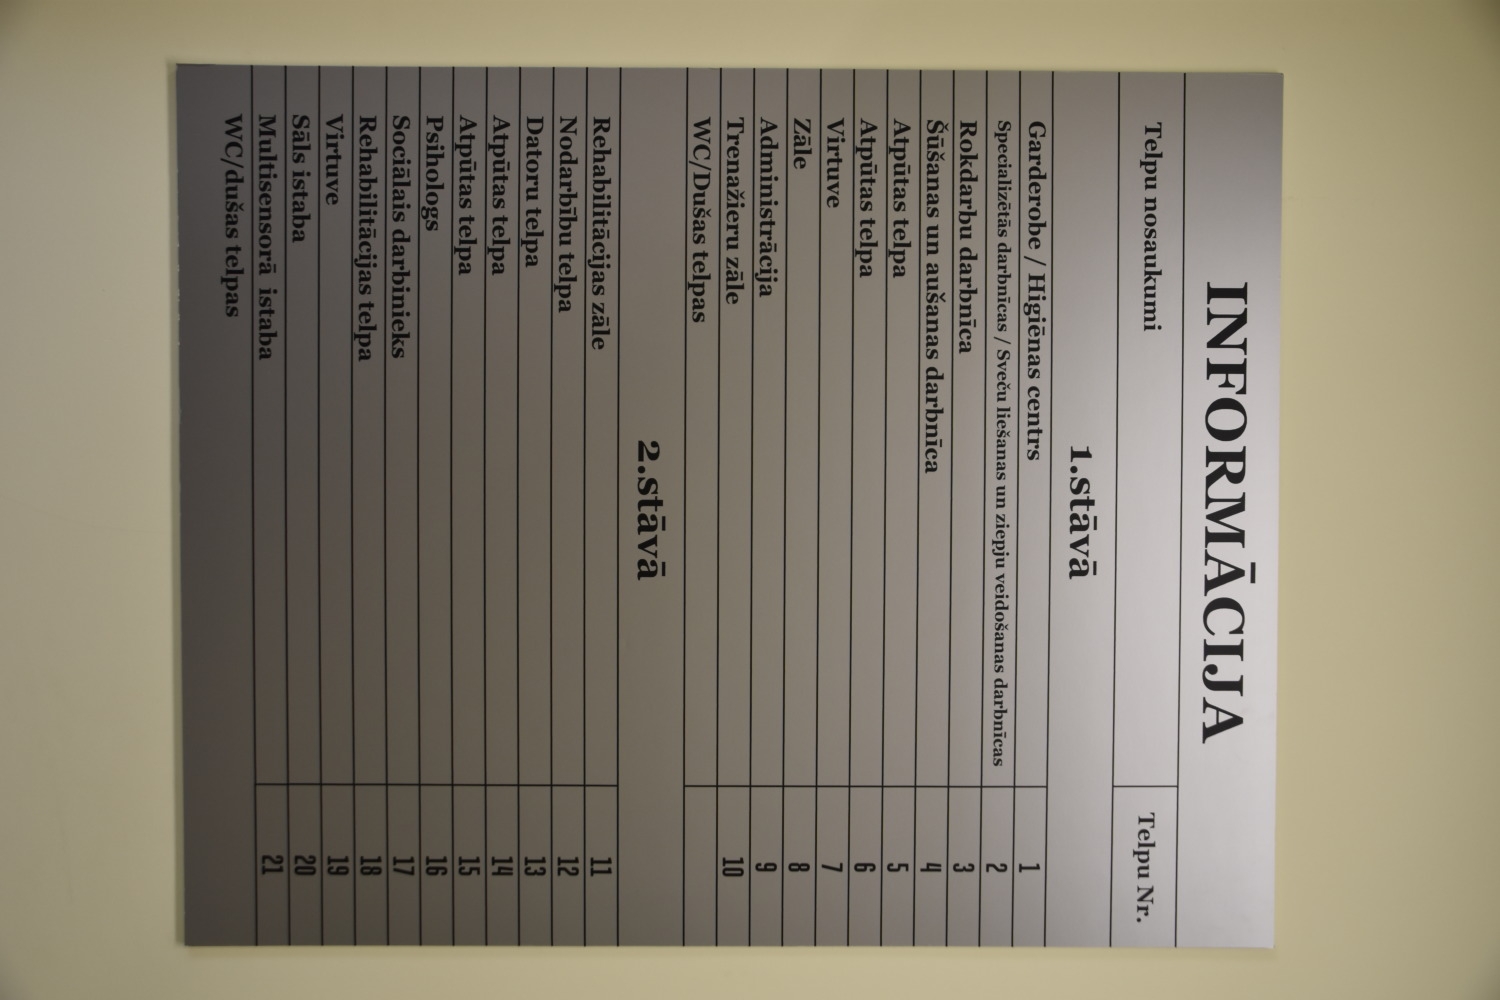 INFORMĀCIJA
Telpu nosaukumi Telpu Nr.
1.stāvā
Garderobe / Higiēnas centrs 1
Specializētās darbnīcas / Sveču liešanas un ziepju veidošanas darbnīcas 2
Rokdarbu darbnīca 3
Šūšanas un aušanas darbnīca 4
Atpūtas telpa 5
Atpūtas telpa 6
Virtuve 7
Zāle 8
Administrācija 9
Trenažieru zāle 10
WC/Dušas telpas
2.stāvā
Rehabilitācijas zāle 11
Nodarbību telpa 12
Datoru telpa 13
Atpūtas telpa 14
Atpūtas telpa 15
Psihologs 16
Sociālais darbinieks 17
Rehabilitācijas telpa 18
Virtuve 19
Sāls istaba 20
Multisensorā istaba 21
WC/dušas telpas